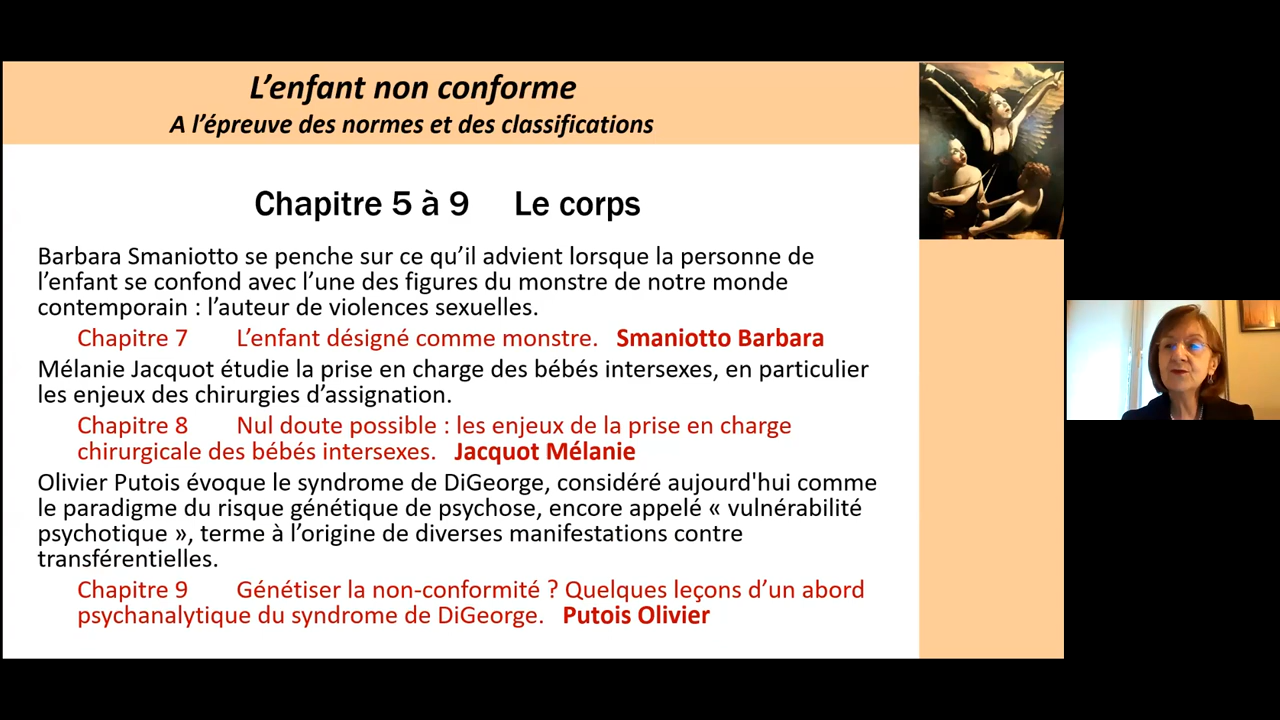 L’enfant non conforme
A l’épreuve des normes et des classifications
Chapitre 5 à 9 Le corps
Barbara Smaniotto se penche sur ce qu’il advient lorsque la personne de
l’enfant se confond avec l’une des figures du monstre de notre monde
contemporain : l’auteur de violences sexuelles.
Chapitre 7 L’enfant désigné comme monstre. Smaniotto Barbara
Mélanie Jacquot étudie la prise en charge des bébés intersexes, en particulier
les enjeux des chirurgies d’assignation.
Chapitre 8 Nul doute possible : les enjeux de la prise en charge
chirurgicale des bébés intersexes. Jacquot Mélanie
Olivier Putois évoque le syndrome de DiGeorge, considéré aujourd'hui comme
le paradigme du risque génétique de psychose, encore appelé « vulnérabilité
psychotique », terme à l’origine de diverses manifestations contre
transférentielles.
Chapitre 9 Génétiser la non-conformité ? Quelques leçons d’un abord
psychanalytique du syndrome de DiGeorge. Putois Olivier